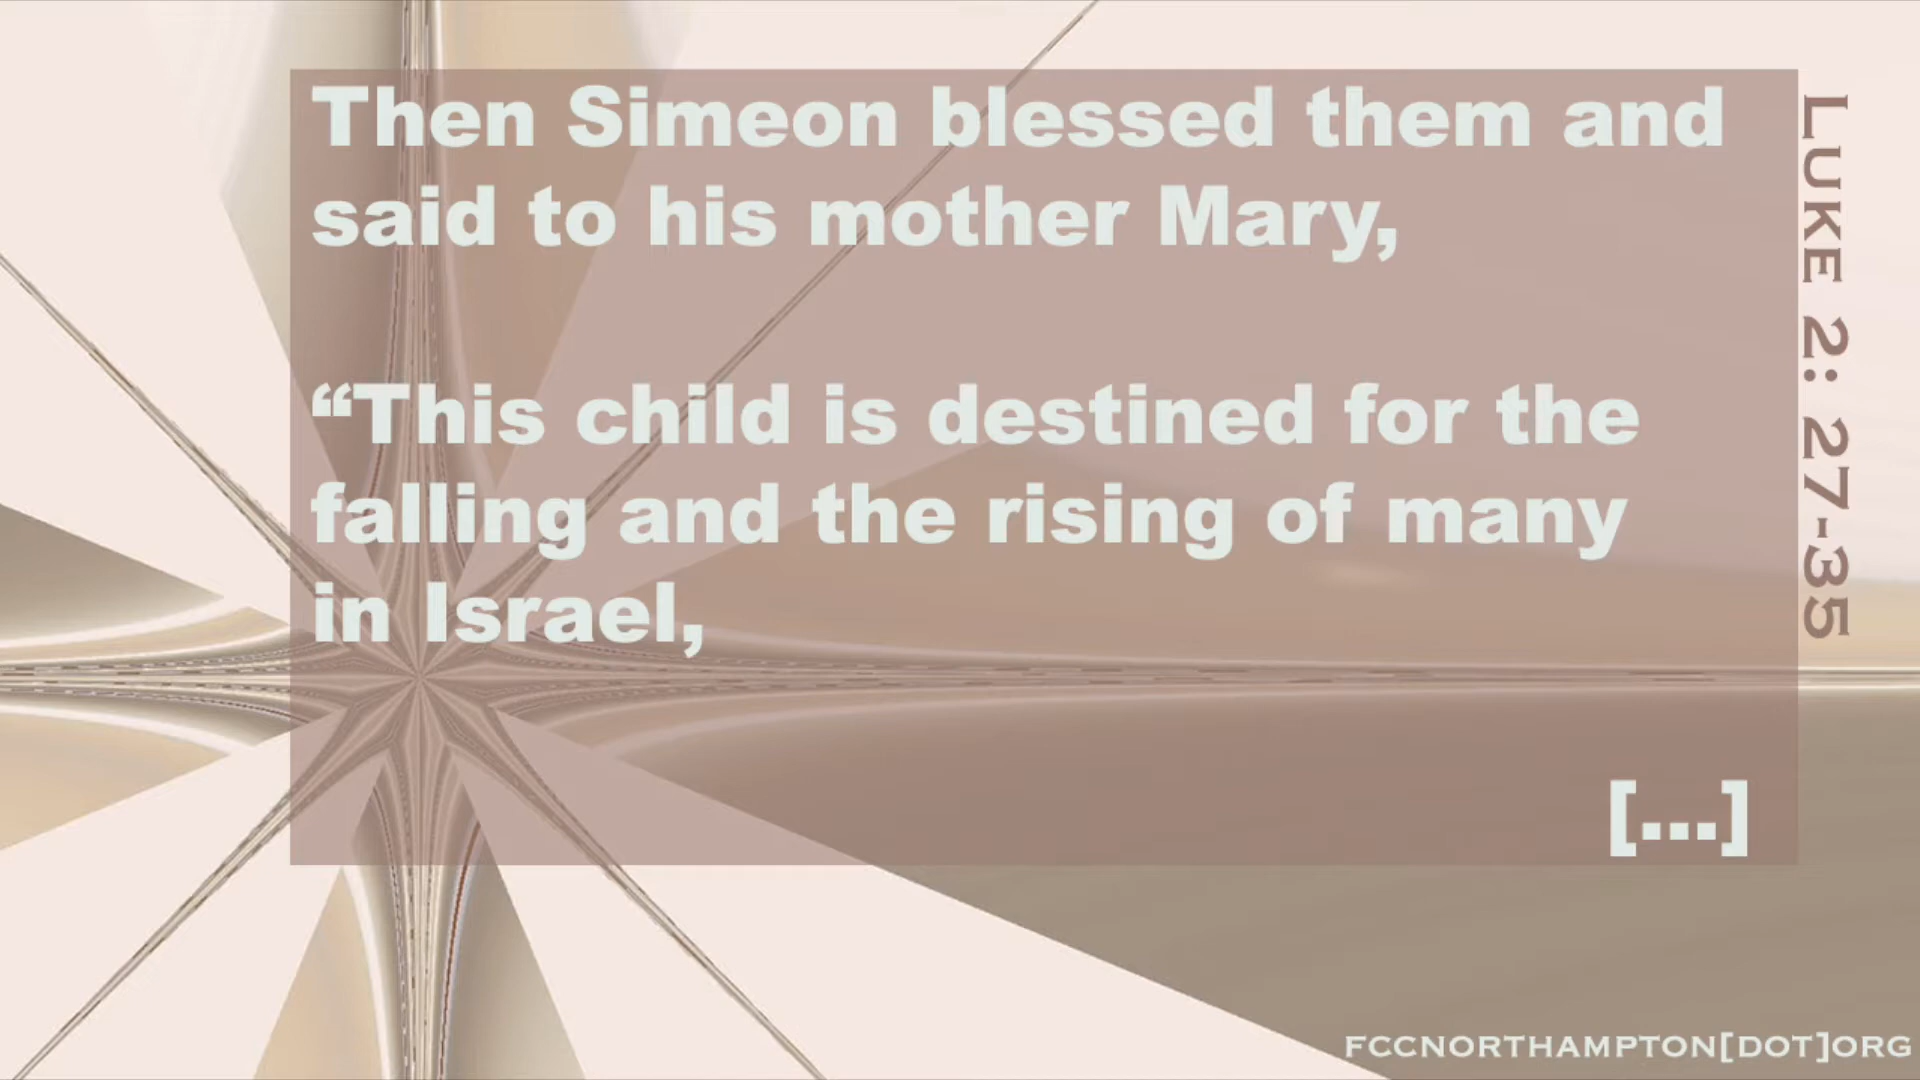 Then Simeon blessed them and
said to his mother Mary,
“This child is destined for the
falling and the rising of many
in Israel,
[...]
LUKE 2: 27-35
FCCNORTHAMPTON[DOT]ORG